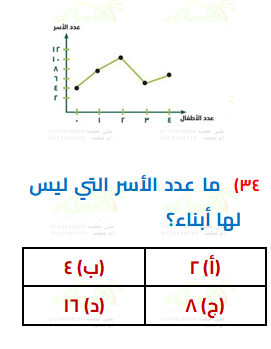 عدد الأسر
١٢
١٠
٨
٦
٤
٢
٠ ١ ٢ ٣ ٤
عدد الأطفال
٣٤) ما عدد الأسر التي ليس
لها أبناء؟
(أ) ٢ (ب) ٤
(ج) ٨ (د) ١٦